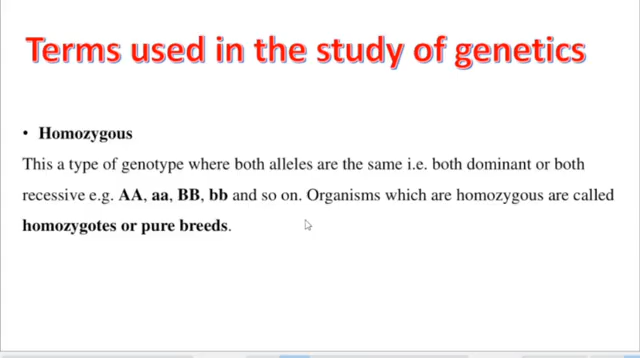 Terms used in the study of genetics
• Homozygous
This a type of genotype where both alleles are the same i.e. both dominant or both
recessive e.g. AA, aa, BB, bb and so on. Organisms which are homozygous are called
homozygotes or pure breeds.